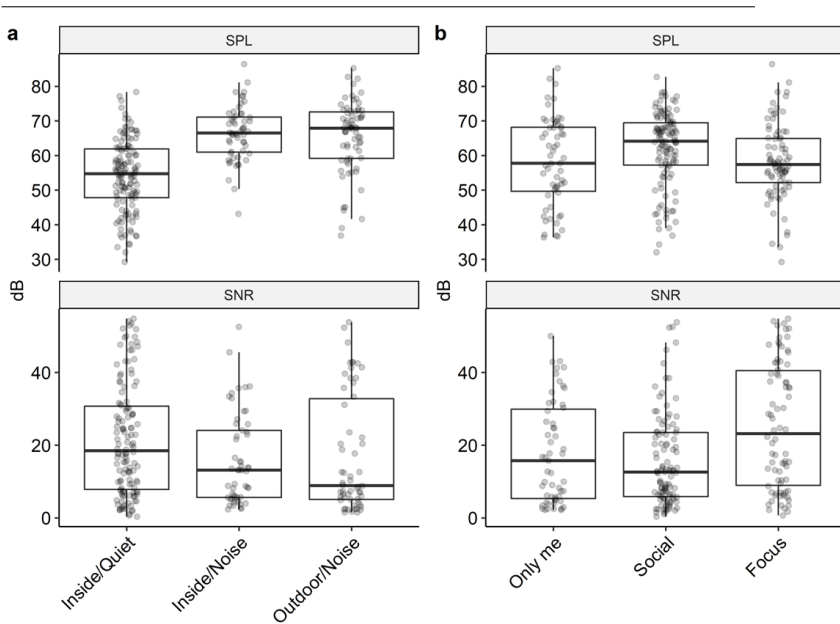 a
SPL
80
70
60
50
40
30
SNR
40
20
0
dB
Inside/Quiet
Inside/Noise
Outdoor/Noise
b
SPL
80
70
60
50
40
30
SNR
40
20
0
dB
Only me
Social
Focus